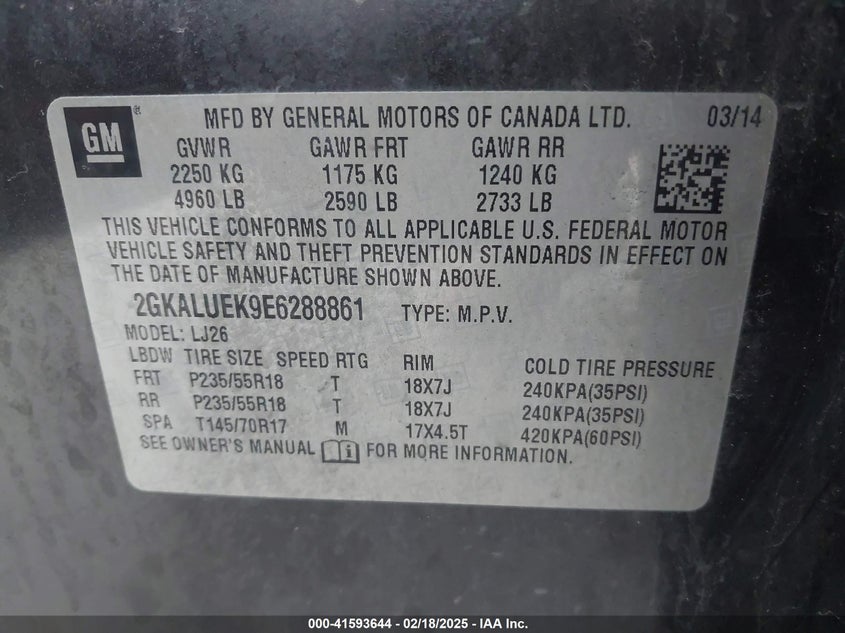 GM
MFD BY GENERAL MOTORS OF CANADA LTD. 03/14
GVWR GAWR FRT GAWR RR
2250 KG 1175 KG 1240 KG
4960 LB 2590 LB 2733 LB
THIS VEHICLE CONFORMS TO ALL APPLICABLE U.S. FEDERAL MOTOR
VEHICLE SAFETY AND THEFT PREVENTION STANDARDS IN EFFECT ON
THE DATE OF MANUFACTURE SHOWN ABOVE.
2GKALUEK9E6288861 TYPE: M.P.V.
MODEL: LJ26
LBDW TIRE SIZE SPEED RTG RIM COLD TIRE PRESSURE
FRT P235/55R18 T 18X7J 240KPA(35PSI)
RR P235/55R18 T 18X7J 240KPA(35PSI)
SPA T145/70R17 M 17X4.5T 420KPA(60PSI)
SEE OWNER'S MANUAL i FOR MORE INFORMATION.
000-41593644 - 02/18/2025 - IAA Inc.